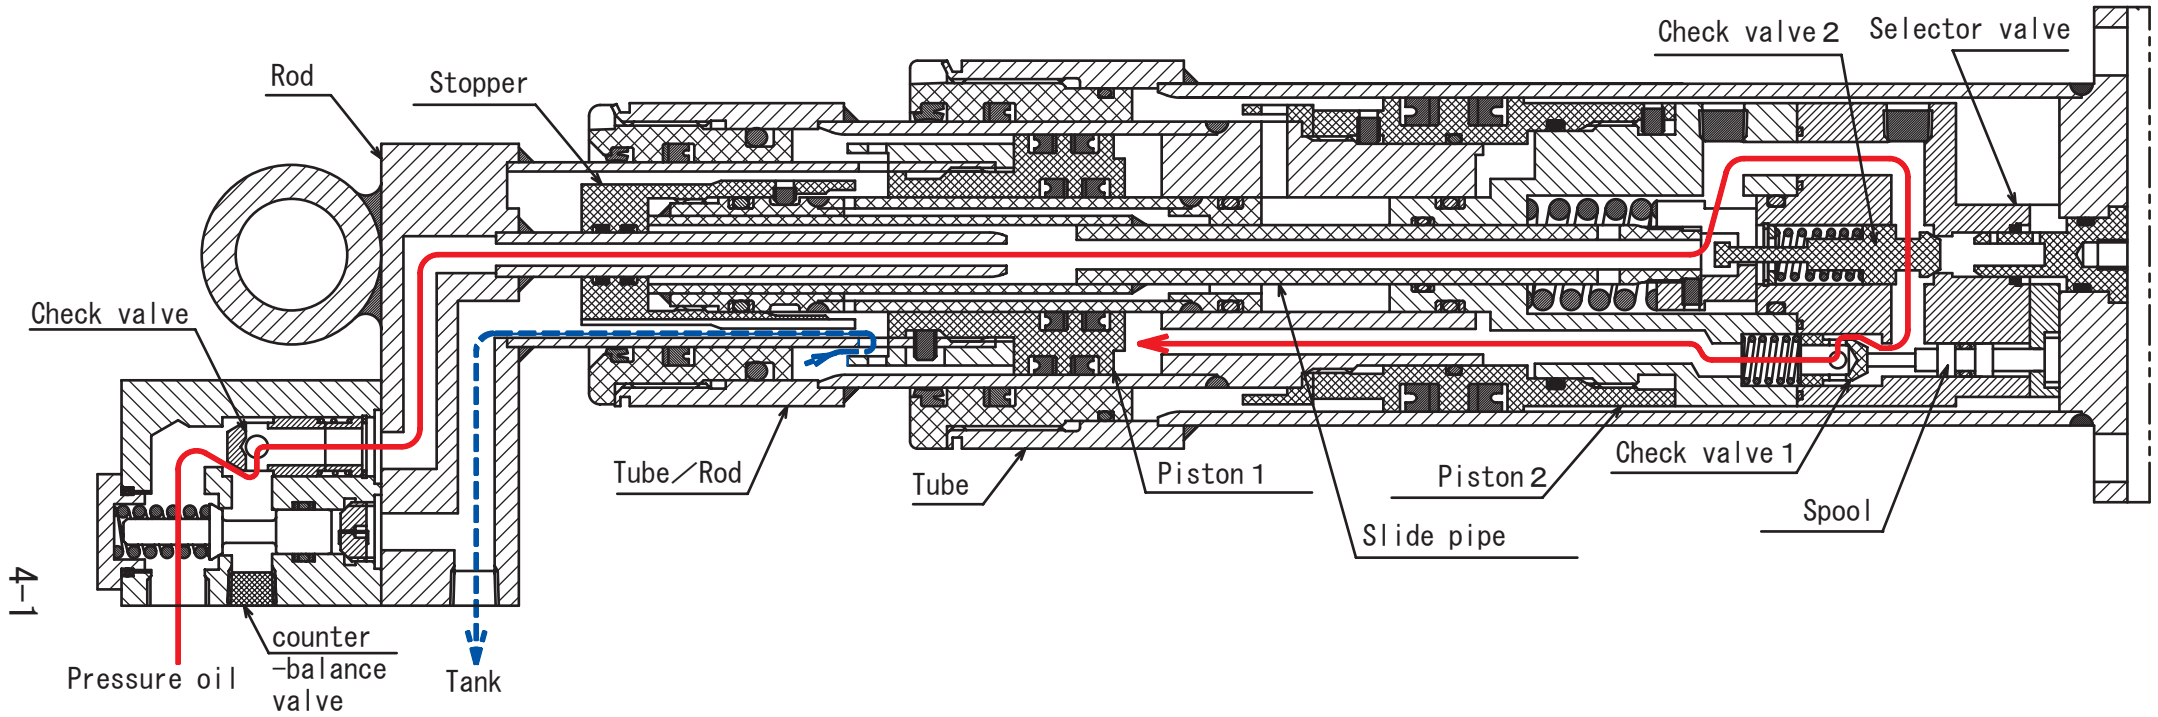 Check valve 2
Selector valve
Rod
Stopper
Check valve
Tube/Rod
Tube
Piston 1
Piston 2
Check valve 1
Spool
Slide pipe
counter
-balance
valve
Pressure oil
Tank
4-1